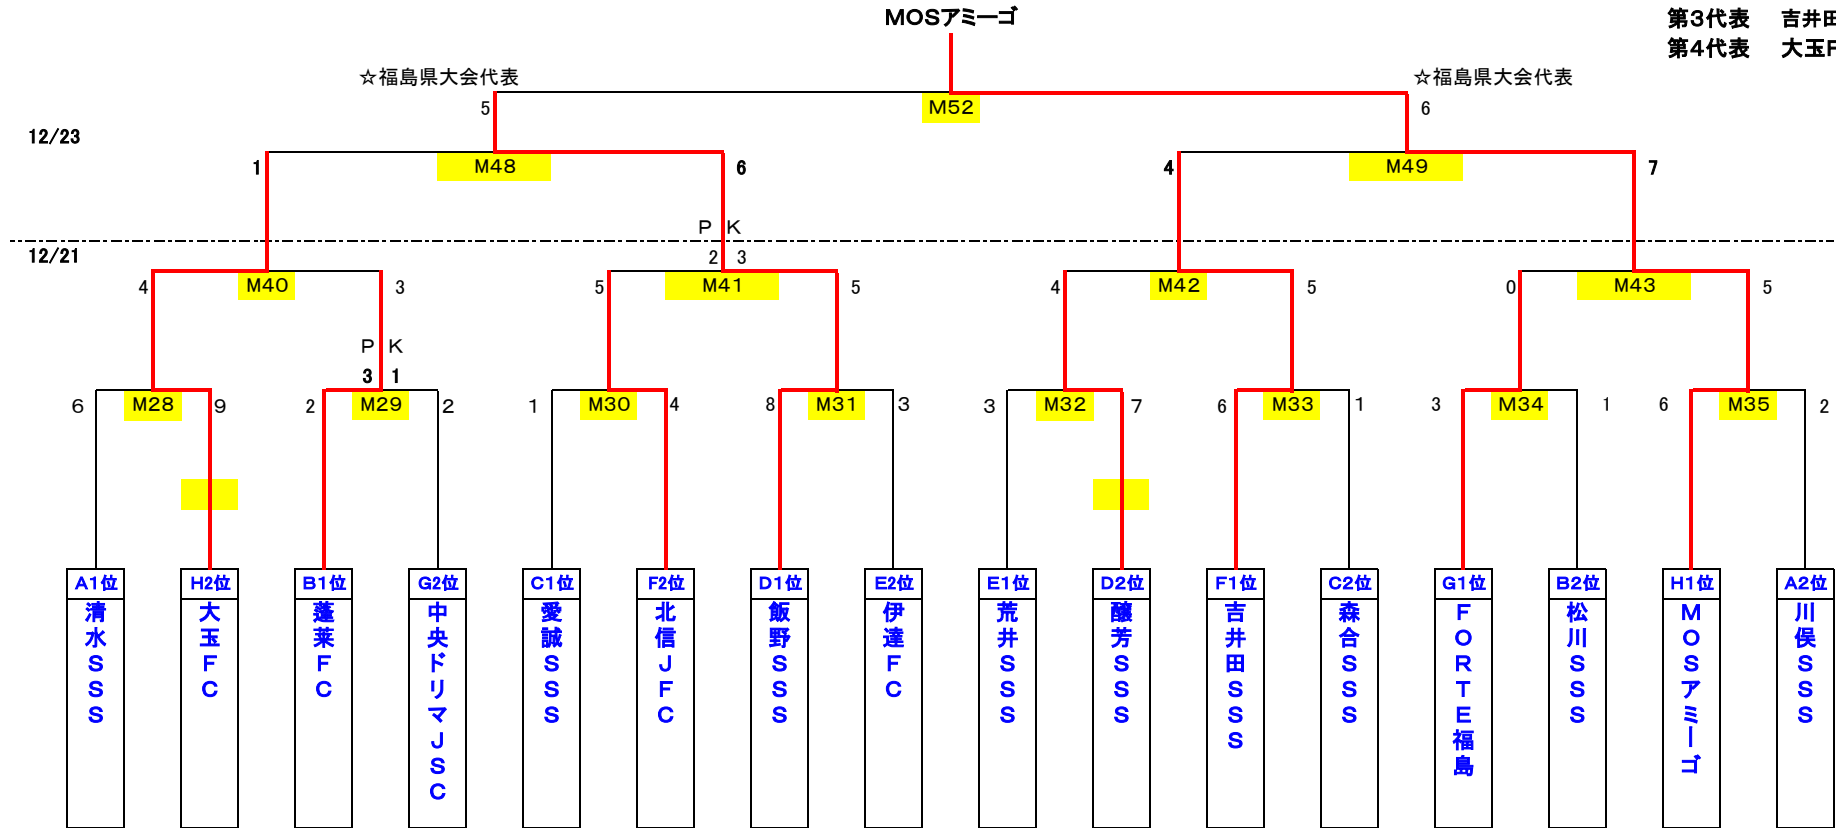 MOSアミーゴ
第3代表 吉井田
第4代表 大玉F
☆福島県大会代表 ☆福島県大会代表
5 M52 6
12/23
1 M48 6 4 M49 7
P K
12/21 2 3
4 M40 3 5 M41 5 4 M42 5 0 M43 5
P K
3 1
6 M28 9 2 M29 2 1 M30 4 8 M31 3 3 M32 7 6 M33 1 3 M34 1 6 M35 2
A1位 H2位 B1位 G2位 C1位 F2位 D1位 E2位 E1位 D2位 F1位 C2位 G1位 B2位 H1位 A2位
清水SSS
大玉FC
蓬莱FC
中央ドリマJSC
愛誠SSS
北信JFC
飯野SSS
伊達FC
荒井SSS
醸芳SSS
吉井田SSS
森合SSS
FORTE福島
松川SSS
MOSアミーゴ
川俣SSS